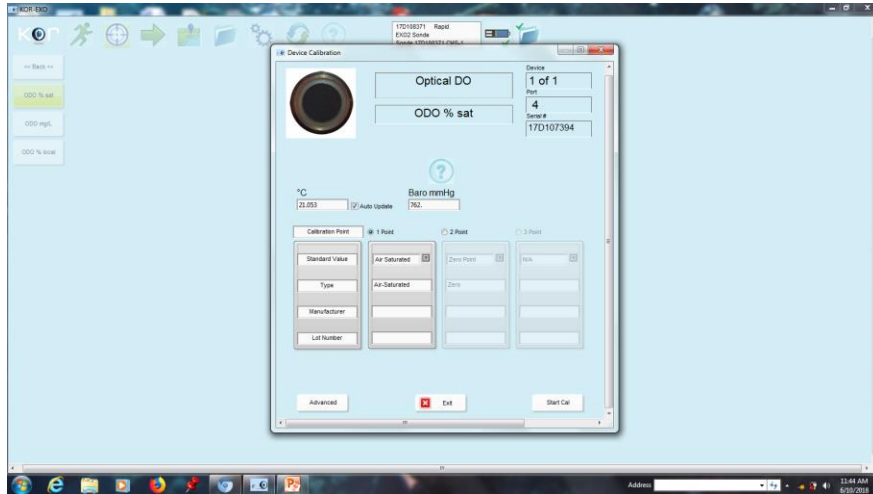 KOR-EXO
KOr
17D108371 Rapid
EXO2 Sonde
Sonde 17D108371
<< Back <<
ODO % sat
ODO mg/L
ODO % local
Device Calibration
Optical DO
ODO % sat
Device
1 of 1
Port
4
Serial #
17D107394
?
°C
21.053
Auto Update
Baro mmHg
762.
Calibration Point
1 Point
2 Point
3 Point
Standard Value
Air Saturated
Zero Point
N/A
Type
Air-Saturated
Zero
Manufacturer
Lot Number
Advanced
Exit
Start Cal
Address
11:44 AM
6/10/2018